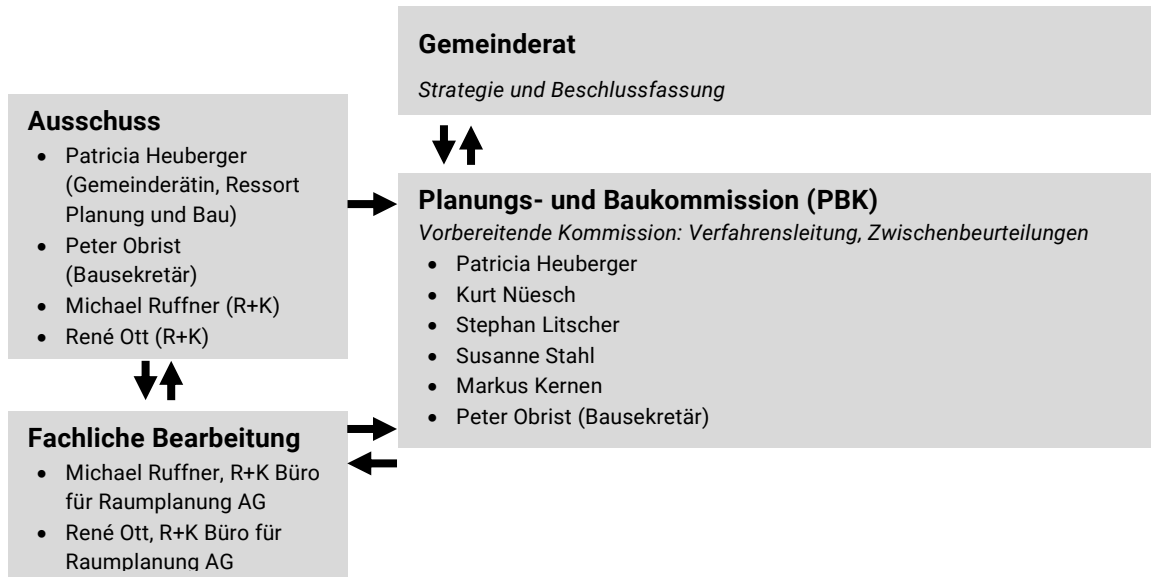 Gemeinderat
Strategie und Beschlussfassung
Ausschuss
• Patricia Heuberger
(Gemeinderätin, Ressort
Planung und Bau)
• Peter Obrist
(Bausekretär)
• Michael Ruffner (R+K)
• René Ott (R+K)
Planungs- und Baukommission (PBK)
Vorbereitende Kommission: Verfahrensleitung, Zwischenbeurteilungen
• Patricia Heuberger
• Kurt Nüesch
• Stephan Litscher
• Susanne Stahl
• Markus Kernen
• Peter Obrist (Bausekretär)
Fachliche Bearbeitung
• Michael Ruffner, R+K Büro
für Raumplanung AG
• René Ott, R+K Büro für
Raumplanung AG